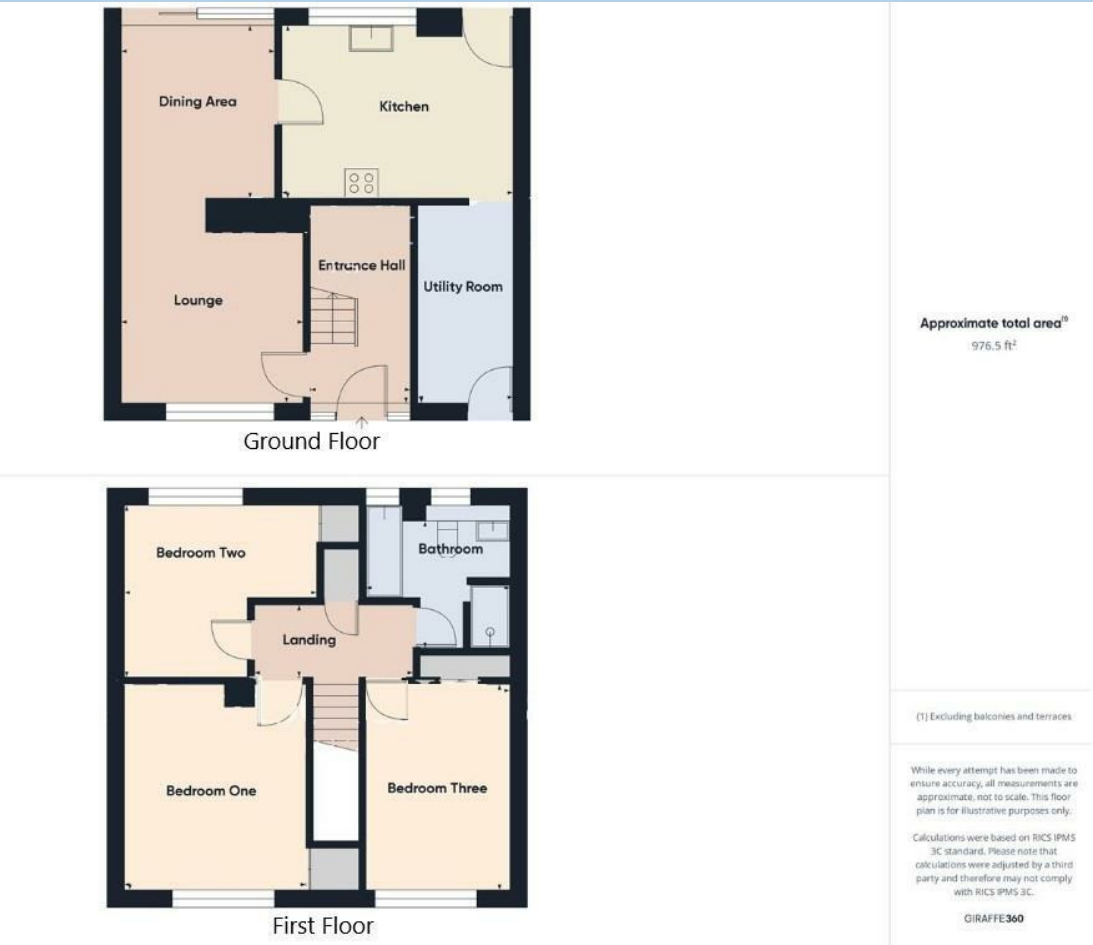 Dining Area
Kitchen
Entrance Hall
Lounge
Utility Room
Ground Floor
Approximate total area(1)
976.5 ft²
Bedroom Two
Bathroom
Landing
Bedroom One
Bedroom Three
First Floor
(1) Excluding balconies and terraces
While every attempt has been made to
ensure accuracy, all measurements are
approximate, not to scale. This floor
plan is for illustrative purposes only.
Calculations were based on RICS IPMS
3C standard. Please note that
calculations were adjusted by a third
party and therefore may not comply
with RICS IPMS 3C.
GIRAFFE360